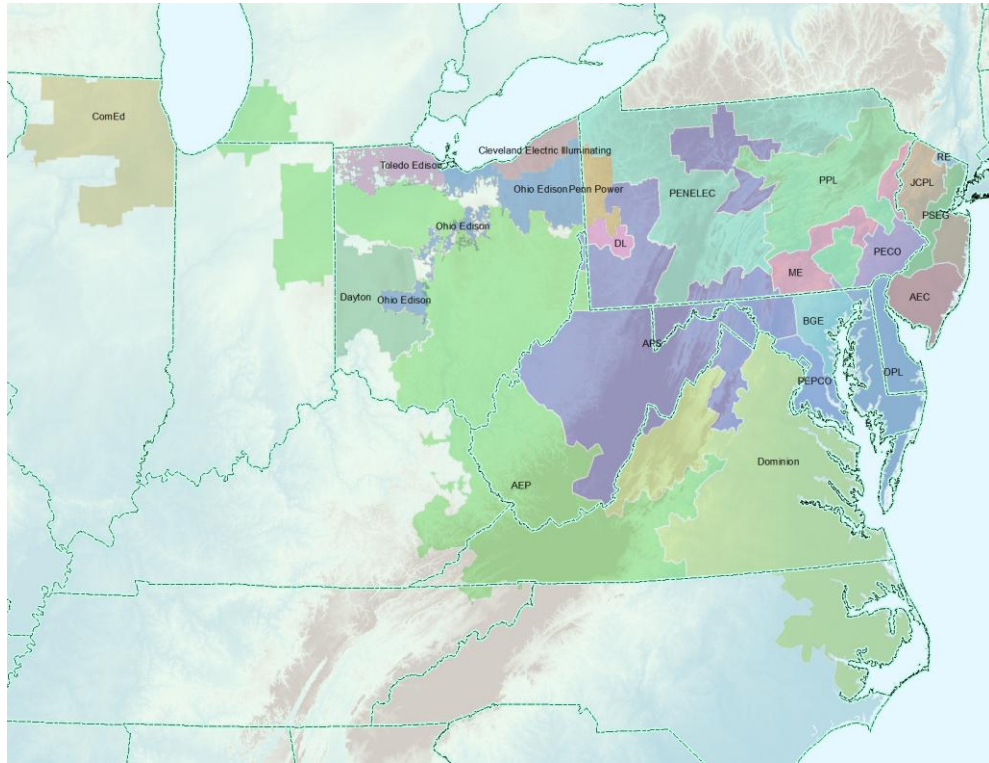 ComEd
Cleveland Electric Illuminating
Toledo Edison
RE
PPL
JCPL
Ohio Edison
Penn Power
PENELEC
PSEG
Ohio Edison
DL
PECO
ME
Dayton
Ohio Edison
AEC
BGE
APS
PEPCO
DPL
Dominion
AEP